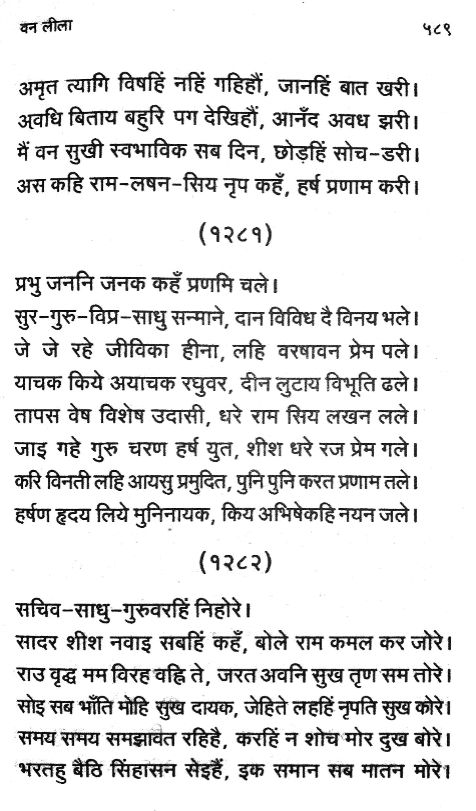 वन लीला
५८९
अमृत त्यागि विषहिं नहिं गहिहौं, जानहिं बात खरी।
अवधि बिताय बहुरि पग देखिहौं, आनँद अवध झरी।
मैं वन सुखी स्वभाविक सब दिन, छोड़हिं सोच-डरी।
अस कहि राम-लषन-सिय नृप कहँ, हर्ष प्रणाम करी।
(१२८१)
प्रभु जननि जनक कहँ प्रणमि चले।
सुर-गुरु-विप्र-साधु सन्माने, दान विविध दै विनय भले।
जे जे रहे जीविका हीना, लहि वरषावन प्रेम पले।
याचक किये अयाचक रघुवर, दीन लुटाय विभूति ढले।
तापस वेष विशेष उदासी, धरे राम सिय लखन लले।
जाइ गहे गुरु चरण हर्ष युत, शीश धरे रज प्रेम गले।
करि विनती लहि आयसु प्रमुदित, पुनि पुनि करत प्रणाम तले।
हर्षण हृदय लिये मुनिनायक, किय अभिषेकहि नयन जले।
(१२८२)
सचिव-साधु-गुरुवरहिं निहोरे।
सादर शीश नवाइ सबहिं कहँ, बोले राम कमल कर जोरे।
राउ वृद्ध मम विरह वह्नि ते, जरत अवनि सुख तृण सम तोरे।
सोइ सब भाँति मोहि सुख दायक, जेहिते लहहिं नृपति सुख कोरे।
समय समय समझावत रहिहै, करहिं न शोच मोर दुख बोरे।
भरतहु बैठि सिंहासन सेइहैं, इक समान सब मातन मोरे।